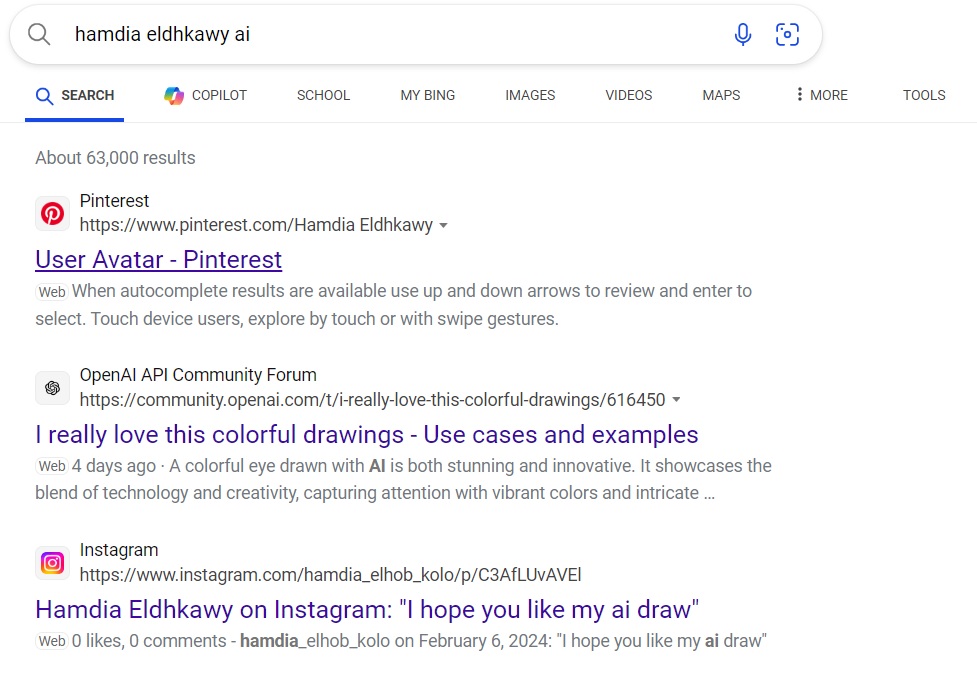 hamdia eldhkawy ai
SEARCH COPILOT SCHOOL MY BING IMAGES VIDEOS MAPS MORE TOOLS
About 63,000 results
Pinterest
https://www.pinterest.com/Hamdia Eldhkawy
User Avatar - Pinterest
Web When autocomplete results are available use up and down arrows to review and enter to
select. Touch device users, explore by touch or with swipe gestures.
OpenAI API Community Forum
https://community.openai.com/t/i-really-love-this-colorful-drawings/616450
I really love this colorful drawings - Use cases and examples
Web 4 days ago · A colorful eye drawn with AI is both stunning and innovative. It showcases the
blend of technology and creativity, capturing attention with vibrant colors and intricate ...
Instagram
https://www.instagram.com/hamdia_elhob_kolo/p/C3AfLUvAVEl
Hamdia Eldhkawy on Instagram: "I hope you like my ai draw"
Web 0 likes, 0 comments - hamdia_elhob_kolo on February 6, 2024: "I hope you like my ai draw"